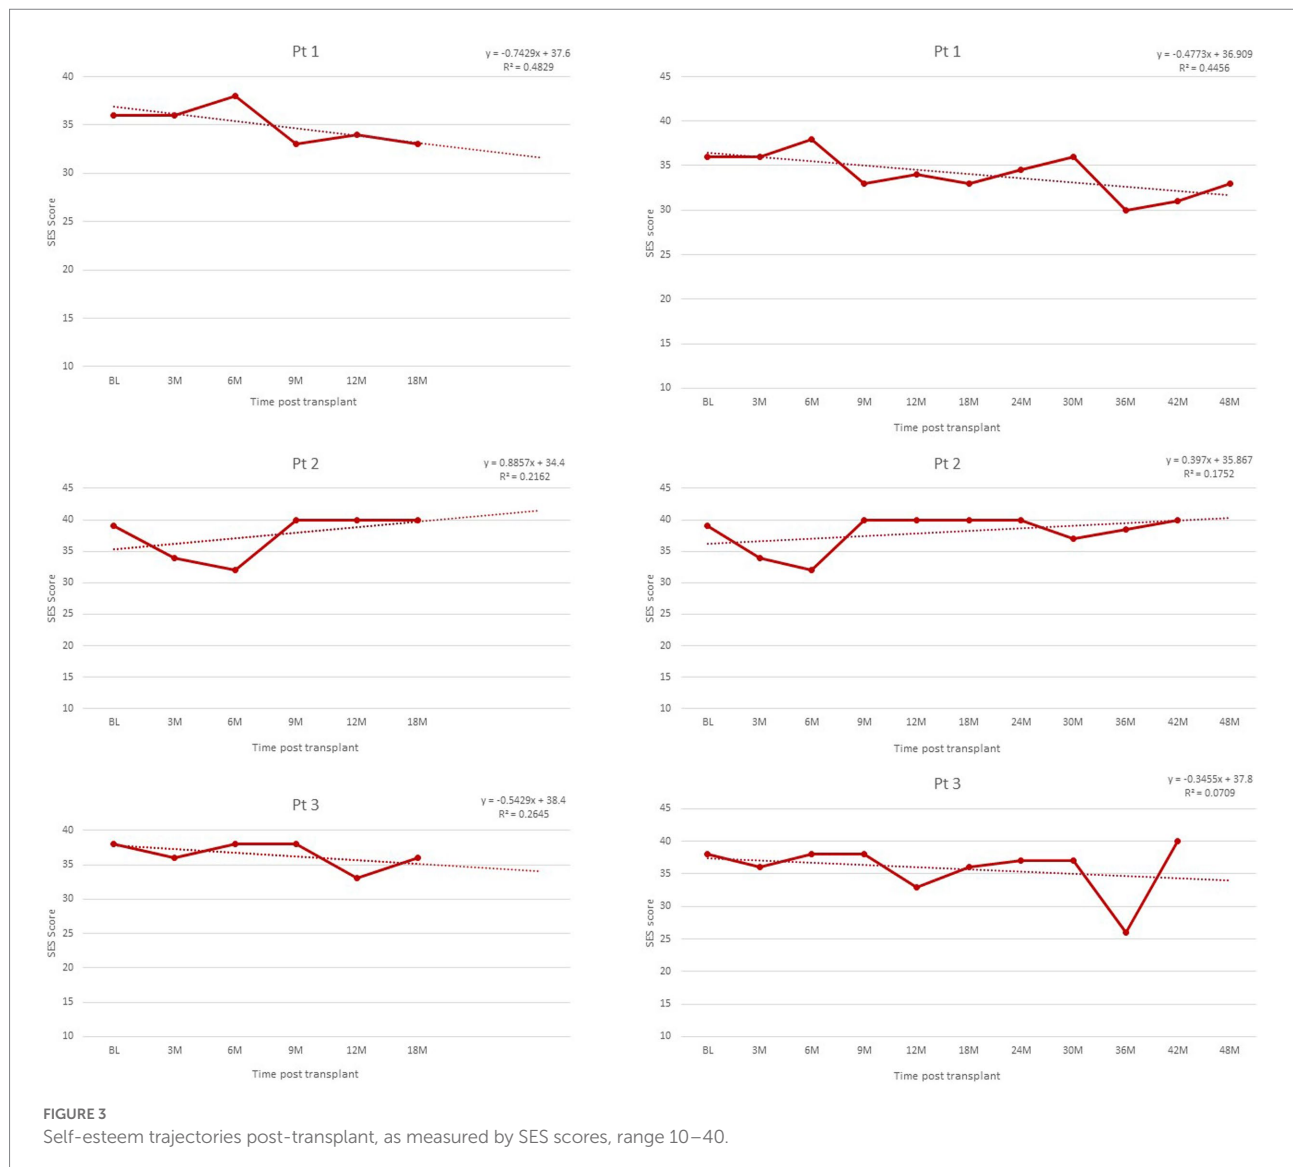 Pt 1
y = -0.7429x + 37.6
R² = 0.4829
40
35
30
25
20
15
10
SES Score
BL 3M 6M 9M 12M 18M
Time post transplant
Pt 1
y = -0.4773x + 36.909
R² = 0.4456
45
40
35
30
25
20
15
10
SES score
BL 3M 6M 9M 12M 18M 24M 30M 36M 42M 48M
Time post transplant
Pt 2
y = 0.8857x + 34.4
R² = 0.2162
45
40
35
30
25
20
15
10
SES Score
BL 3M 6M 9M 12M 18M
Time post transplant
Pt 2
y = 0.397x + 35.867
R² = 0.1752
45
40
35
30
25
20
15
10
SES score
BL 3M 6M 9M 12M 18M 24M 30M 36M 42M 48M
Time post transplant
Pt 3
y = -0.5429x + 38.4
R² = 0.2645
40
35
30
25
20
15
10
SES Score
BL 3M 6M 9M 12M 18M
Time post transplant
Pt 3
y = -0.3455x + 37.8
R² = 0.0709
45
40
35
30
25
20
15
10
SES score
BL 3M 6M 9M 12M 18M 24M 30M 36M 42M 48M
Time post transplant
FIGURE 3
Self-esteem trajectories post-transplant, as measured by SES scores, range 10–40.